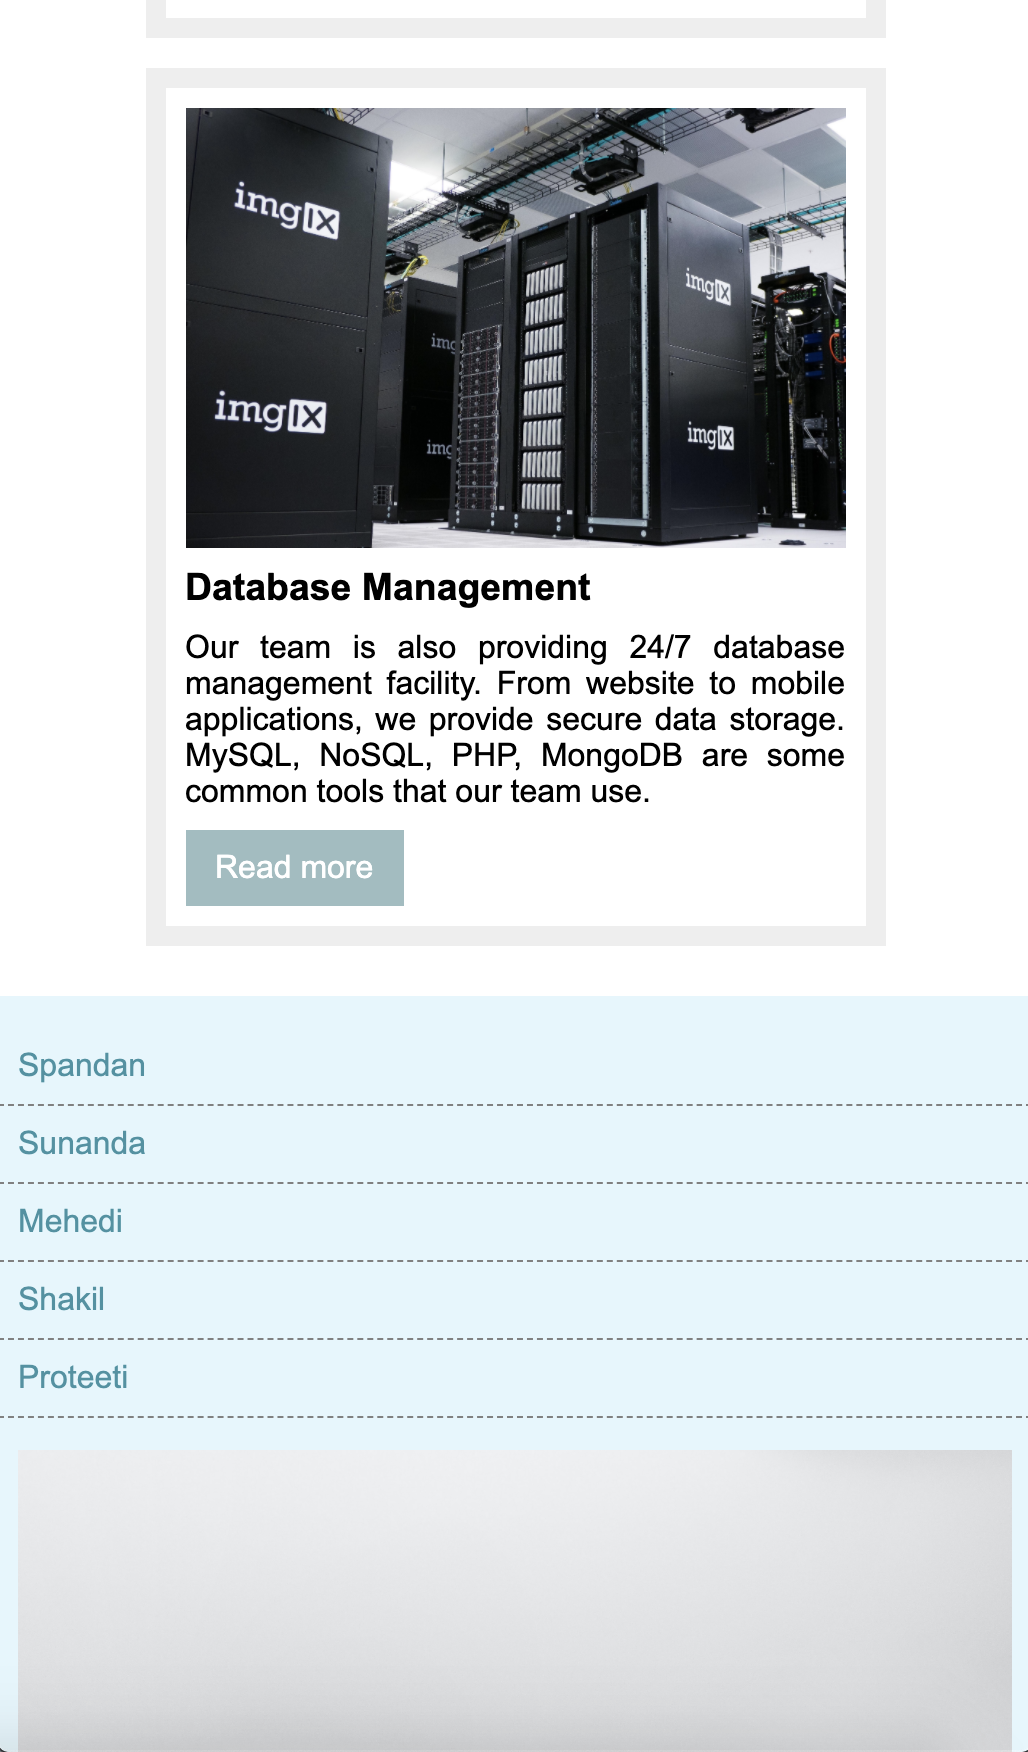 imgIX
imgIX
imgIX
imgIX
Database Management
Our team is also providing 24/7 database
management facility. From website to mobile
applications, we provide secure data storage.
MySQL, NoSQL, PHP, MongoDB are some
common tools that our team use.
Read more
Spandan
Sunanda
Mehedi
Shakil
Proteeti